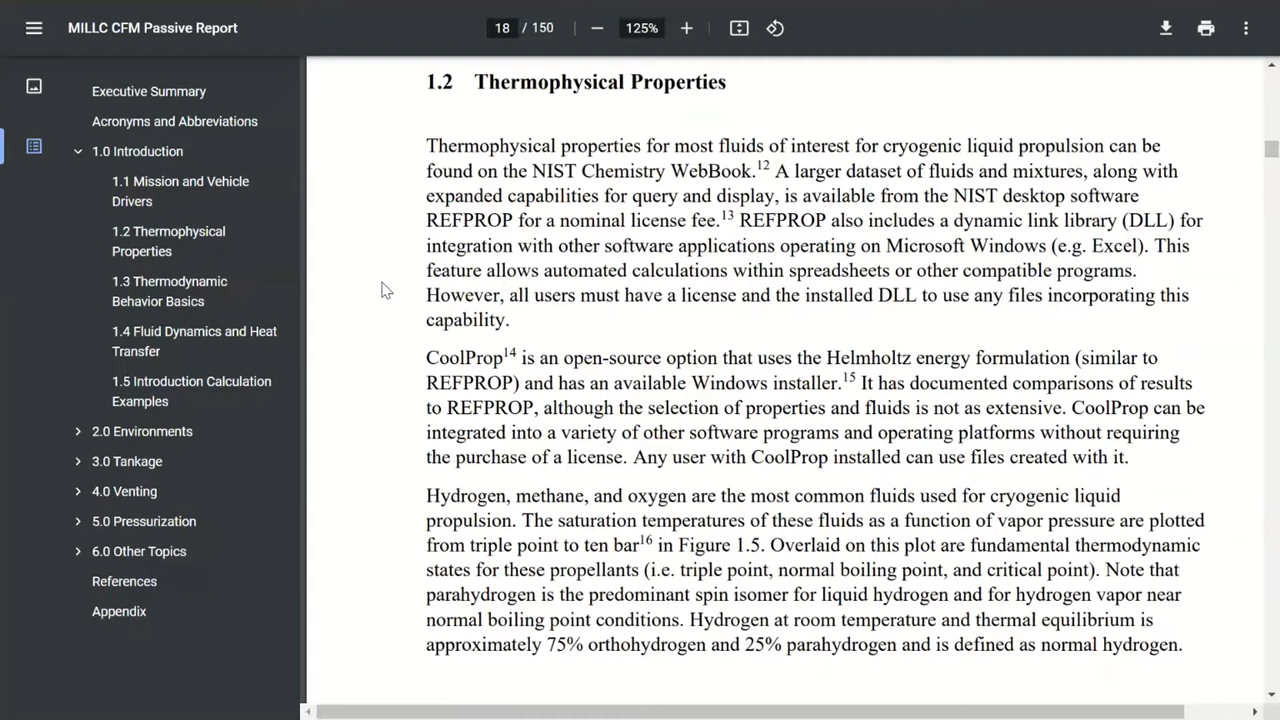 MILLC CFM Passive Report
18 / 150
125%
Executive Summary
Acronyms and Abbreviations
1.0 Introduction
1.1 Mission and Vehicle
Drivers
1.2 Thermophysical
Properties
1.3 Thermodynamic
Behavior Basics
1.4 Fluid Dynamics and Heat
Transfer
1.5 Introduction Calculation
Examples
2.0 Environments
3.0 Tankage
4.0 Venting
5.0 Pressurization
6.0 Other Topics
References
Appendix
1.2 Thermophysical Properties
Thermophysical properties for most fluids of interest for cryogenic liquid propulsion can be
found on the NIST Chemistry WebBook.12 A larger dataset of fluids and mixtures, along with
expanded capabilities for query and display, is available from the NIST desktop software
REFPROP for a nominal license fee.13 REFPROP also includes a dynamic link library (DLL) for
integration with other software applications operating on Microsoft Windows (e.g. Excel). This
feature allows automated calculations within spreadsheets or other compatible programs.
However, all users must have a license and the installed DLL to use any files incorporating this
capability.
CoolProp14 is an open-source option that uses the Helmholtz energy formulation (similar to
REFPROP) and has an available Windows installer.15 It has documented comparisons of results
to REFPROP, although the selection of properties and fluids is not as extensive. CoolProp can be
integrated into a variety of other software programs and operating platforms without requiring
the purchase of a license. Any user with CoolProp installed can use files created with it.
Hydrogen, methane, and oxygen are the most common fluids used for cryogenic liquid
propulsion. The saturation temperatures of these fluids as a function of vapor pressure are plotted
from triple point to ten bar16 in Figure 1.5. Overlaid on this plot are fundamental thermodynamic
states for these propellants (i.e. triple point, normal boiling point, and critical point). Note that
parahydrogen is the predominant spin isomer for liquid hydrogen and for hydrogen vapor near
normal boiling point conditions. Hydrogen at room temperature and thermal equilibrium is
approximately 75% orthohydrogen and 25% parahydrogen and is defined as normal hydrogen.